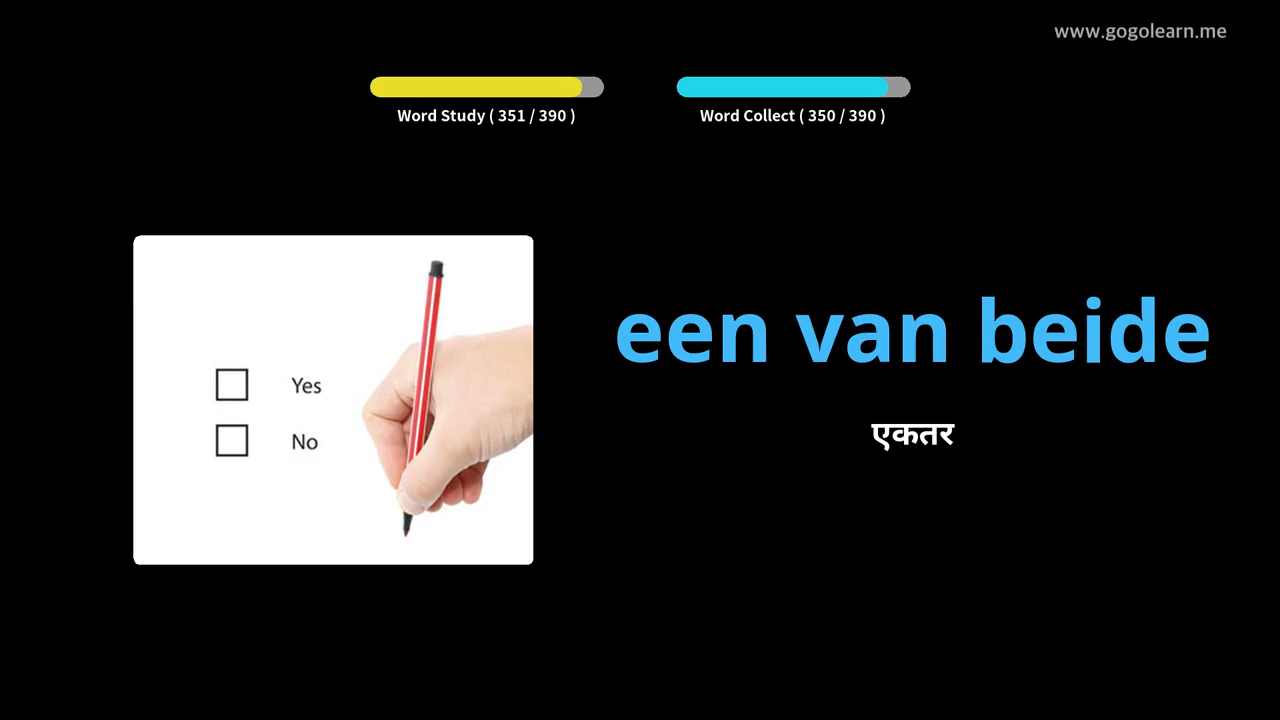 www.gogolearn.me
Word Study ( 351 / 390 )
Word Collect ( 350 / 390 )
Yes
No
een van beide
एकतर